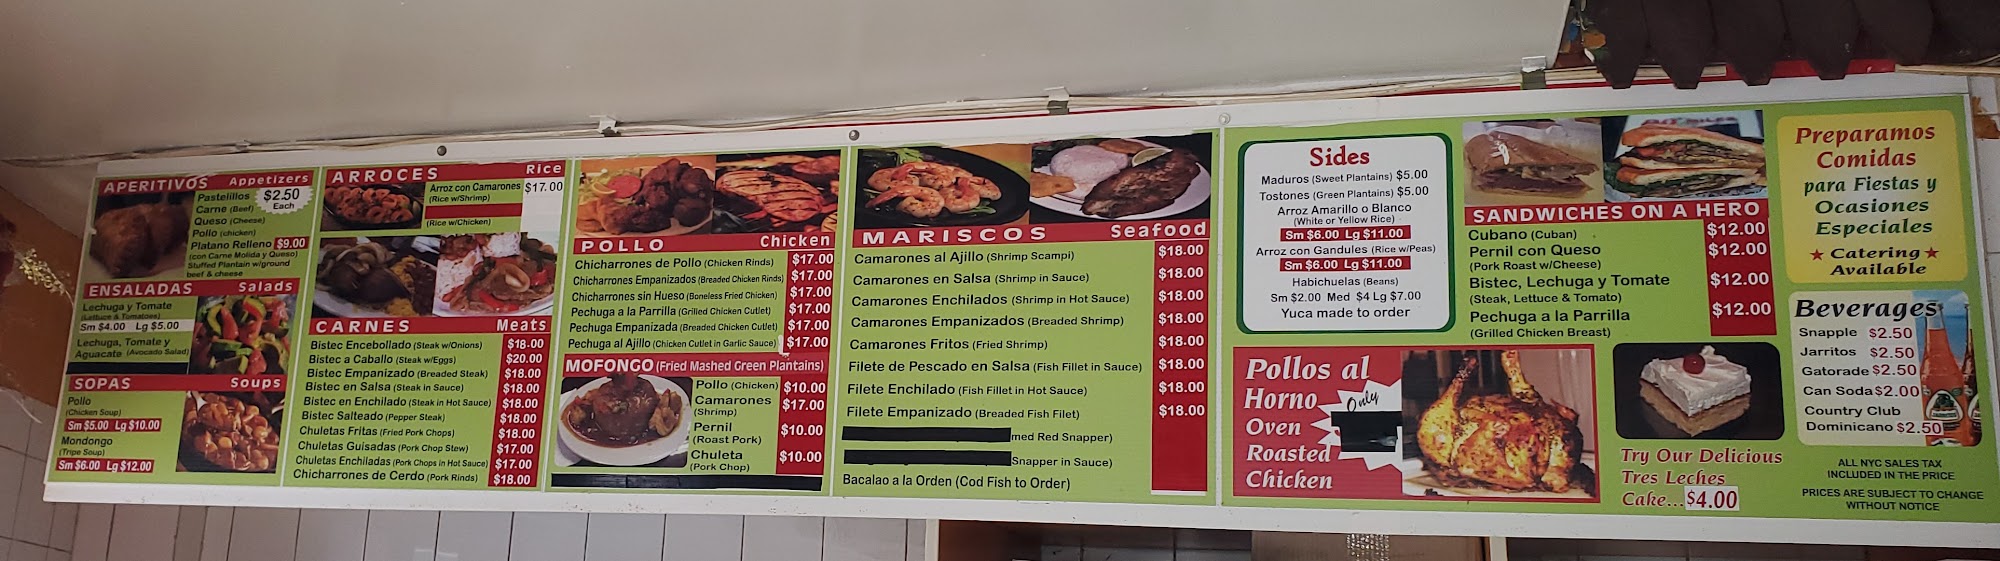 APERITIVOS Appetizers
Pastelillos $2.50
Each
Carne (Beef)
Queso (Cheese)
Pollo (chicken)
Platano Relleno $9.00
(con Carne Molida y Queso)
Stuffed Plantain w/ground
beef & cheese
ENSALADAS Salads
Lechuga y Tomate
(Lettuce & Tomatoes)
Sm $4.00 Lg $5.00
Lechuga, Tomate y
Aguacate (Avocado Salad)
SOPAS Soups
Pollo
(Chicken Soup)
Sm $5.00 Lg $10.00
Mondongo
(Tripe Soup)
Sm $6.00 Lg $12.00
ARROCES Rice
Arroz con Camarones $17.00
(Rice w/Shrimp)
(Rice w/Chicken)
CARNES Meats
Bistec Encebollado (Steak w/Onions) $18.00
Bistec a Caballo (Steak w/Eggs) $20.00
Bistec Empanizado (Breaded Steak) $18.00
Bistec en Salsa (Steak in Sauce) $18.00
Bistec en Enchilado (Steak in Hot Sauce) $18.00
Bistec Salteado (Pepper Steak) $18.00
Chuletas Fritas (Fried Pork Chops) $18.00
Chuletas Guisadas (Pork Chop Stew) $17.00
Chuletas Enchiladas (Pork Chops in Hot Sauce) $17.00
Chicharrones de Cerdo (Pork Rinds) $18.00
POLLO Chicken
Chicharrones de Pollo (Chicken Rinds) $17.00
Chicharrones Empanizados (Breaded Chicken Rinds) $17.00
Chicharrones sin Hueso (Boneless Fried Chicken) $17.00
Pechuga a la Parrilla (Grilled Chicken Cutlet) $17.00
Pechuga Empanizada (Breaded Chicken Cutlet) $17.00
Pechuga al Ajillo (Chicken Cutlet in Garlic Sauce) $17.00
MOFONGO (Fried Mashed Green Plantains)
Pollo (Chicken) $10.00
Camarones $17.00
(Shrimp)
Pernil $10.00
(Roast Pork)
Chuleta $10.00
(Pork Chop)
MARISCOS Seafood
Camarones al Ajillo (Shrimp Scampi) $18.00
Camarones en Salsa (Shrimp in Sauce) $18.00
Camarones Enchilados (Shrimp in Hot Sauce) $18.00
Camarones Empanizados (Breaded Shrimp) $18.00
Camarones Fritos (Fried Shrimp) $18.00
Filete de Pescado en Salsa (Fish Fillet in Sauce) $18.00
Filete Enchilado (Fish Fillet in Hot Sauce) $18.00
Filete Empanizado (Breaded Fish Filet) $18.00
med Red Snapper)
Snapper in Sauce)
Bacalao a la Orden (Cod Fish to Order)
Sides
Maduros (Sweet Plantains) $5.00
Tostones (Green Plantains) $5.00
Arroz Amarillo o Blanco
(White or Yellow Rice)
Sm $6.00 Lg $11.00
Arroz con Gandules (Rice w/Peas)
Sm $6.00 Lg $11.00
Habichuelas (Beans)
Sm $2.00 Med $4 Lg $7.00
Yuca made to order
Pollos al
Horno
Oven
Roasted
Chicken
Only
SANDWICHES ON A HERO
Cubano (Cuban) $12.00
Pernil con Queso $12.00
(Pork Roast w/Cheese)
Bistec, Lechuga y Tomate $12.00
(Steak, Lettuce & Tomato)
Pechuga a la Parrilla $12.00
(Grilled Chicken Breast)
Try Our Delicious
Tres Leches
Cake... $4.00
Preparamos
Comidas
para Fiestas y
Ocasiones
Especiales
★ Catering ★
Available
Beverages
Snapple $2.50
Jarritos $2.50
Gatorade $2.50
Can Soda $2.00
Country Club
Dominicano $2.50
ALL NYC SALES TAX
INCLUDED IN THE PRICE
PRICES ARE SUBJECT TO CHANGE
WITHOUT NOTICE